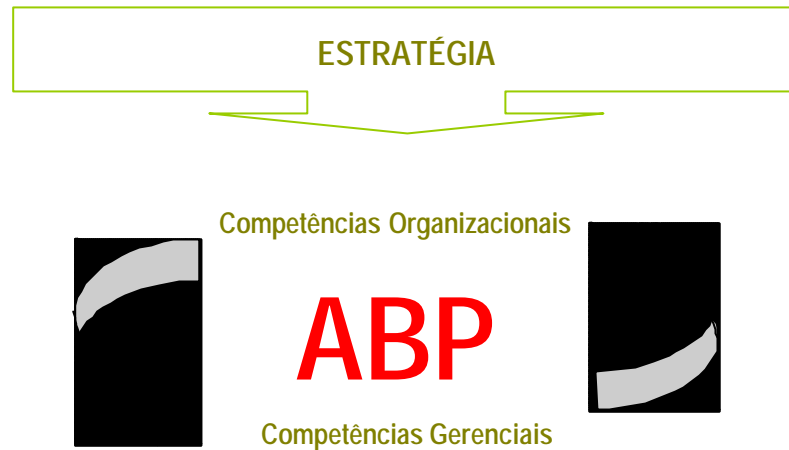 ESTRATÉGIA
Competências Organizacionais
ABP
Competências Gerenciais